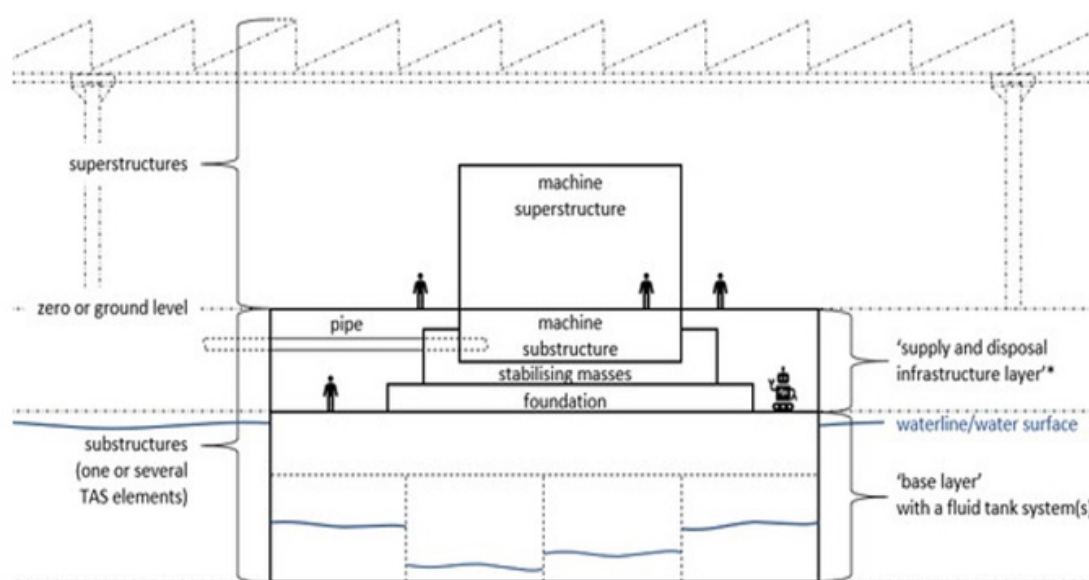 superstructures
machine
superstructure
zero or ground level
pipe
machine
substructure
stabilising masses
foundation
‘supply and disposal
infrastructure layer’*
waterline/water surface
substructures
(one or several
TAS elements)
‘base layer’
with a fluid tank system(s)